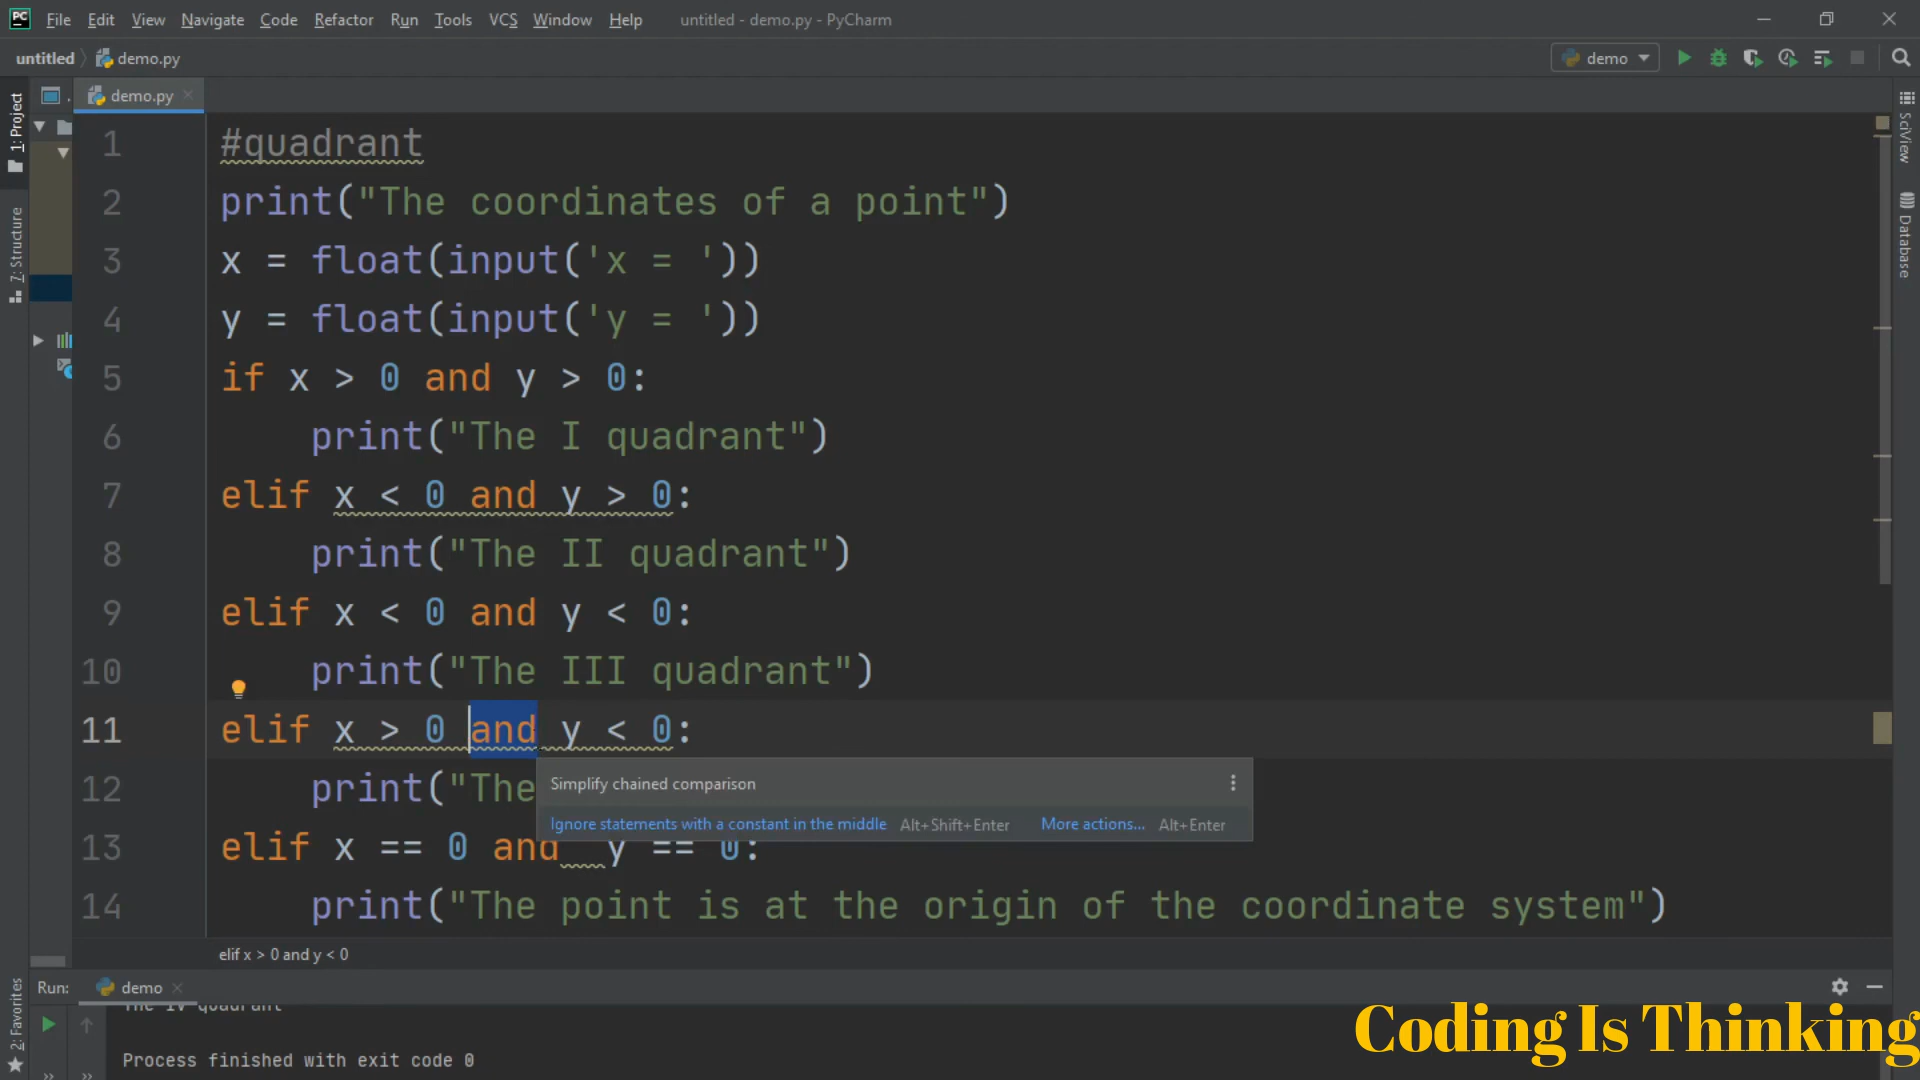 PC File Edit View Navigate Code Refactor Run Tools VCS Window Help untitled - demo.py - PyCharm
untitled demo.py demo
1: Project
7: Structure
2: Favorites
SciView
Database
demo.py
1 #quadrant
2 print("The coordinates of a point")
3 x = float(input('x = '))
4 y = float(input('y = '))
5 if x > 0 and y > 0:
6 print("The I quadrant")
7 elif x < 0 and y > 0:
8 print("The II quadrant")
9 elif x < 0 and y < 0:
10 print("The III quadrant")
11 elif x > 0 and y < 0:
12 print("The
Simplify chained comparison
Ignore statements with a constant in the middle Alt+Shift+Enter More actions... Alt+Enter
13 elif x == 0 and  y == 0:
14 print("The point is at the origin of the coordinate system")
elif x > 0 and y < 0
Run: demo
The IV quadrant
Process finished with exit code 0
Coding Is Thinking